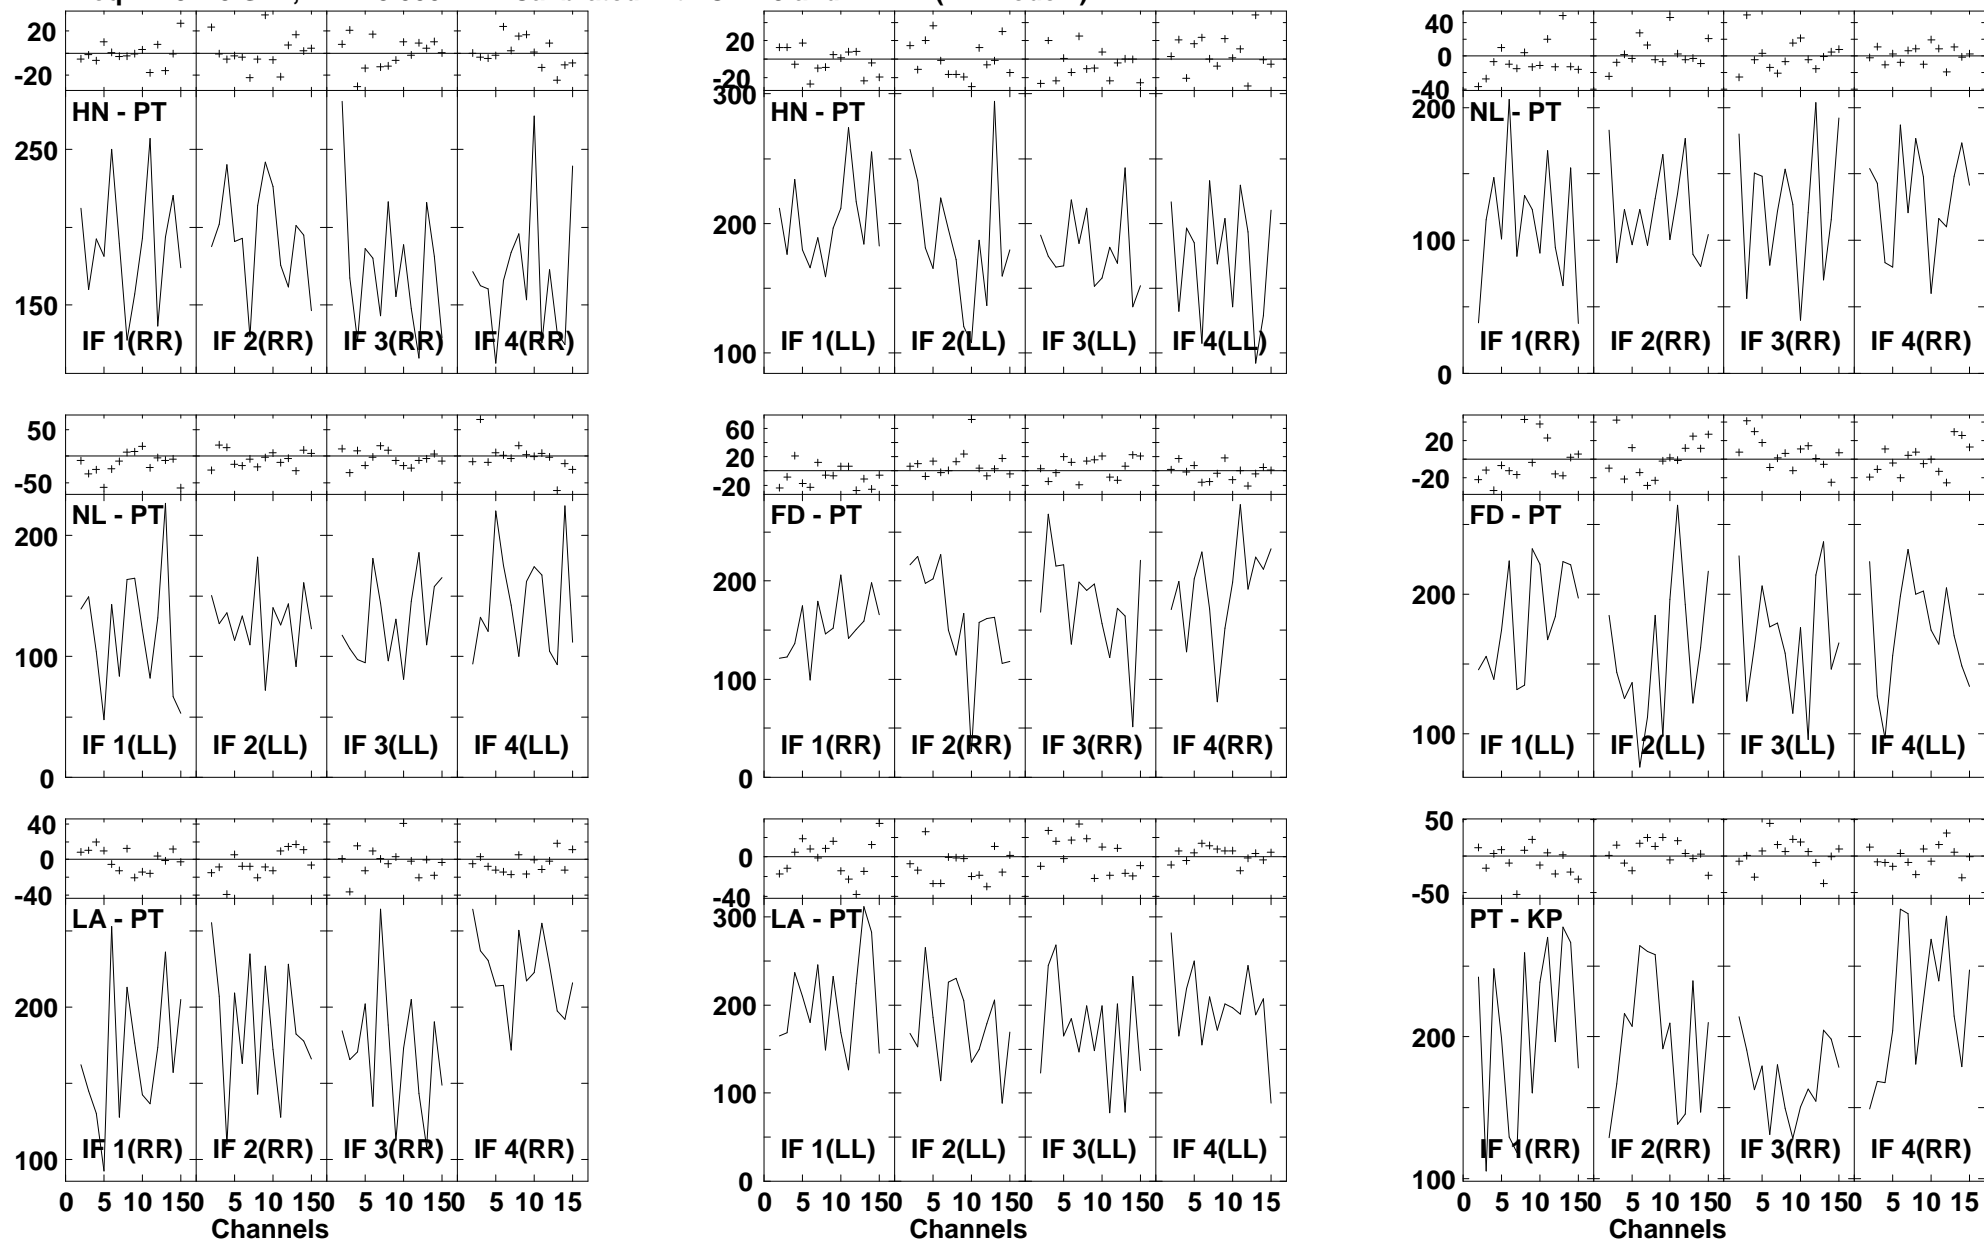 20 20 40
-20 -20 0
-40
HN - PT HN - PT NL - PT
300 200
250
200
100
150
100
0
IF 1(RR) IF 2(RR) IF 3(RR) IF 4(RR) IF 1(LL) IF 2(LL) IF 3(LL) IF 4(LL) IF 1(RR) IF 2(RR) IF 3(RR) IF 4(RR)
50 60 20
-50 20 -20
-20
NL - PT FD - PT FD - PT
200 200 200
100 100 100
0 0
IF 1(LL) IF 2(LL) IF 3(LL) IF 4(LL) IF 1(RR) IF 2(RR) IF 3(RR) IF 4(RR) IF 1(LL) IF 2(LL) IF 3(LL) IF 4(LL)
40 0 50
0 -40 -50
-40
LA - PT LA - PT PT - KP
300
200 200 200
100 100 100
0
IF 1(RR) IF 2(RR) IF 3(RR) IF 4(RR) IF 1(LL) IF 2(LL) IF 3(LL) IF 4(LL) IF 1(RR) IF 2(RR) IF 3(RR) IF 4(RR)
0 5 10 150 5 10 150 5 10 150 5 10 15 0 5 10 150 5 10 150 5 10 150 5 10 15 0 5 10 150 5 10 150 5 10 150 5 10 15
Channels Channels Channels